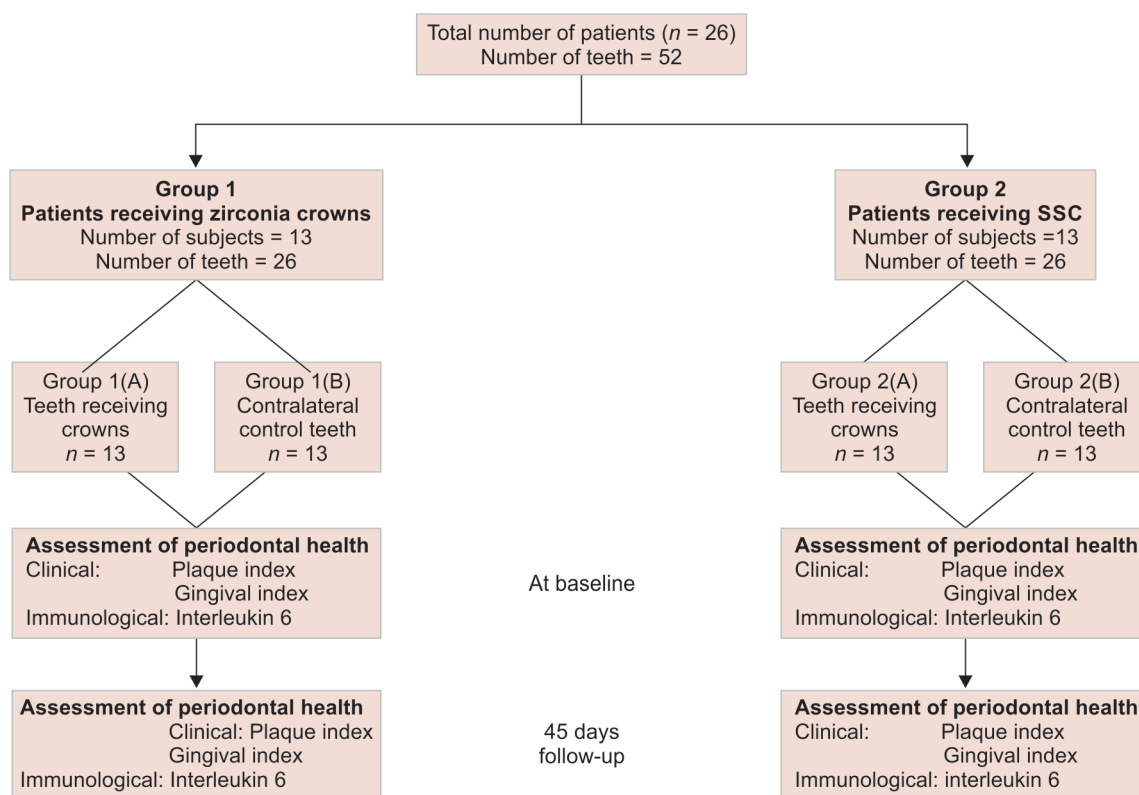 Total number of patients (n = 26)
Number of teeth = 52
Group 1
Patients receiving zirconia crowns
Number of subjects = 13
Number of teeth = 26
Group 2
Patients receiving SSC
Number of subjects =13
Number of teeth = 26
Group 1(A)
Teeth receiving
crowns
n = 13
Group 1(B)
Contralateral
control teeth
n = 13
Group 2(A)
Teeth receiving
crowns
n = 13
Group 2(B)
Contralateral
control teeth
n = 13
Assessment of periodontal health
Clinical: Plaque index
Gingival index
Immunological: Interleukin 6
At baseline
Assessment of periodontal health
Clinical: Plaque index
Gingival index
Immunological: Interleukin 6
Assessment of periodontal health
Clinical: Plaque index
Gingival index
Immunological: Interleukin 6
45 days
follow-up
Assessment of periodontal health
Clinical: Plaque index
Gingival index
Immunological: interleukin 6